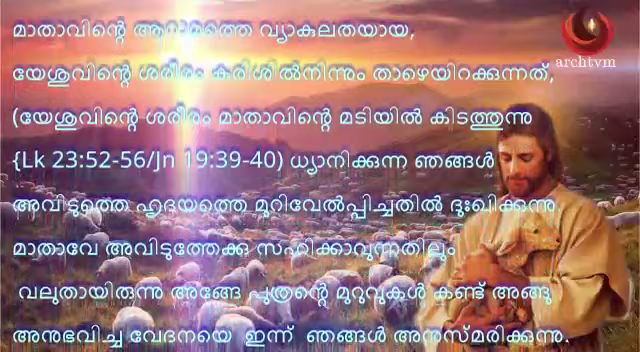 മാതാവിന്റെ ആറാമത്തെ വ്യാകുലതയായ,
യേശുവിന്റെ ശരീരം കുരിശിൽനിന്നും താഴെയിറക്കുന്നത്,
(യേശുവിന്റെ ശരീരം മാതാവിന്റെ മടിയിൽ കിടത്തുന്നു
{Lk 23:52-56/Jn 19:39-40) ധ്യാനിക്കുന്ന ഞങ്ങൾ
അവിടുത്തെ ഹൃദയത്തെ മുറിവേൽപ്പിച്ചതിൽ ദുഃഖിക്കുന്നു.
മാതാവേ അവിടുത്തേക്കു സഹിക്കാവുന്നതിലും
വലുതായിരുന്നു അങ്ങേ പുത്രന്റെ മുറുവുകൾ കണ്ട് അങ്ങു
അനുഭവിച്ച വേദനയെ ഇന്ന് ഞങ്ങൾ അനുസ്മരിക്കുന്നു.
archtvm